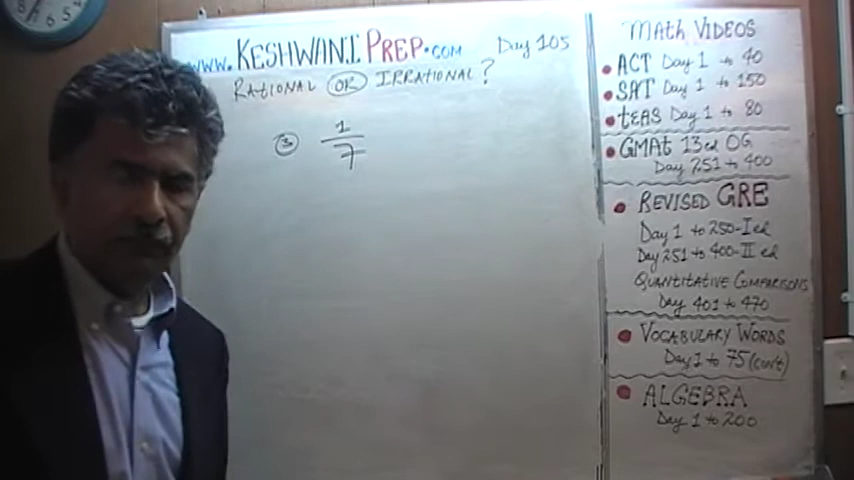 www.KESHWANIPREP.COM Day 105
RATIONAL OR IRRATIONAL?
3 1
7
MATH VIDEOS
ACT Day 1 to 40
SAT Day 1 to 150
tEAS Day 1 to 80
GMAt 13ed OG
Day 251 to 400
REVISED GRE
Day 1 to 250-I ed
Day 251 to 400-II ed
QUANTITATIVE COMPARISONS
Day 401 to 470
VOCABULARY WORDS
Day 1 to 75 (cont)
ALGEBRA
Day 1 to 200